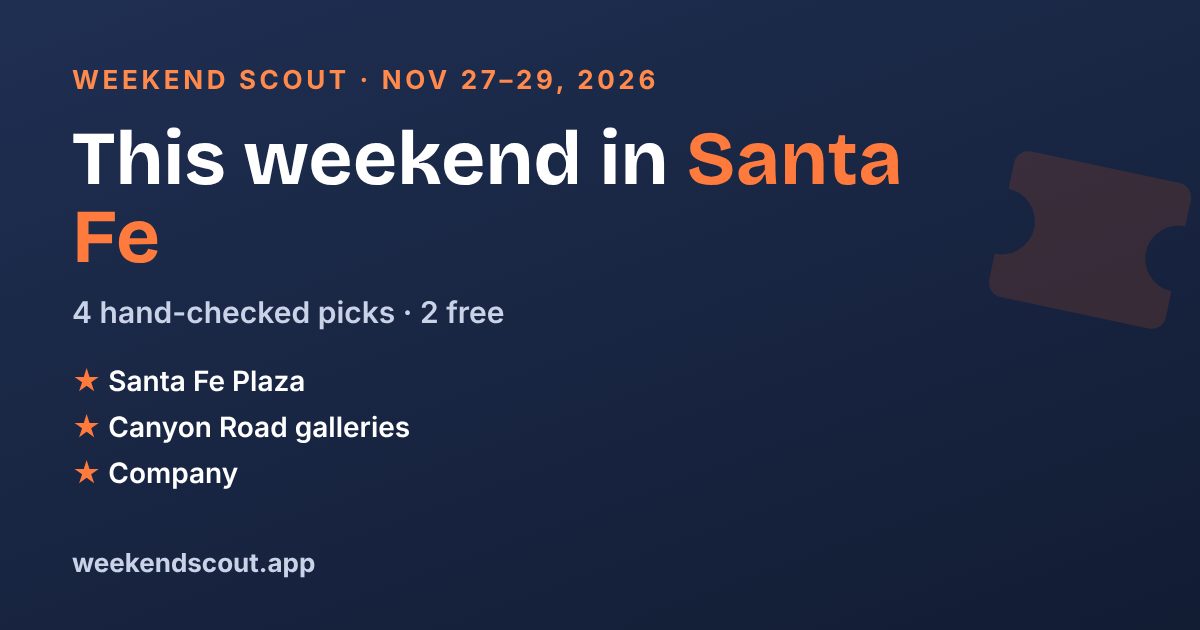 WEEKEND SCOUT · NOV 27–29, 2026
This weekend in Santa
Fe
4 hand-checked picks · 2 free
★ Santa Fe Plaza
★ Canyon Road galleries
★ Company
weekendscout.app